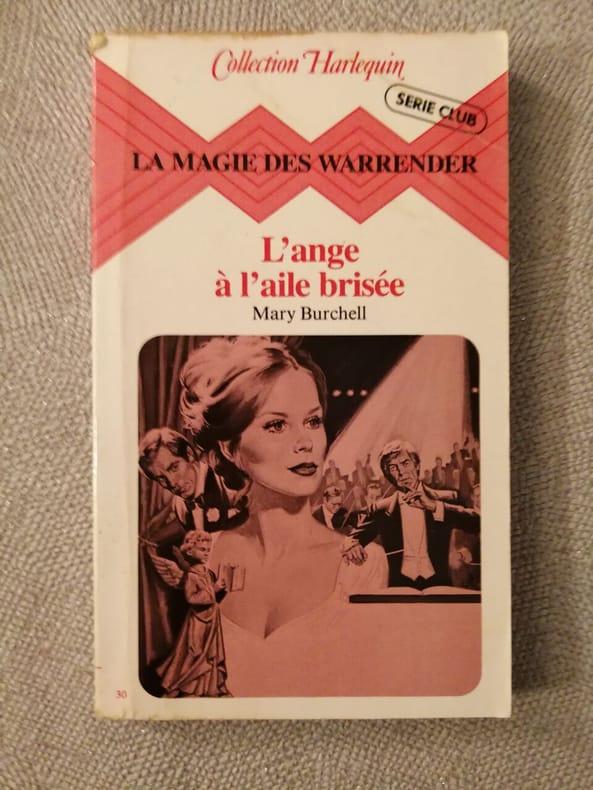 Collection Harlequin
SERIE CLUB
LA MAGIE DES WARRENDER
L'ange
à l'aile brisée
Mary Burchell
30